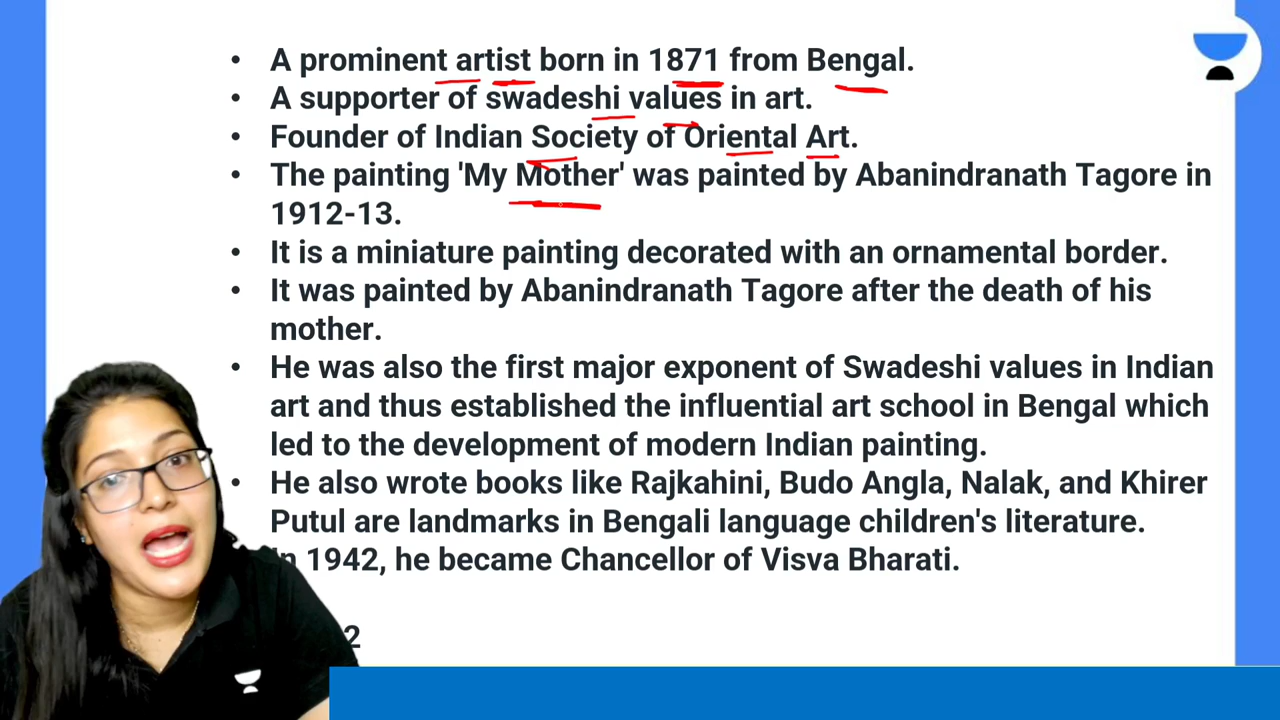 • A prominent artist born in 1871 from Bengal.
• A supporter of swadeshi values in art.
• Founder of Indian Society of Oriental Art.
• The painting 'My Mother' was painted by Abanindranath Tagore in
1912-13.
• It is a miniature painting decorated with an ornamental border.
• It was painted by Abanindranath Tagore after the death of his
mother.
• He was also the first major exponent of Swadeshi values in Indian
art and thus established the influential art school in Bengal which
led to the development of modern Indian painting.
• He also wrote books like Rajkahini, Budo Angla, Nalak, and Khirer
Putul are landmarks in Bengali language children's literature.
In 1942, he became Chancellor of Visva Bharati.
2